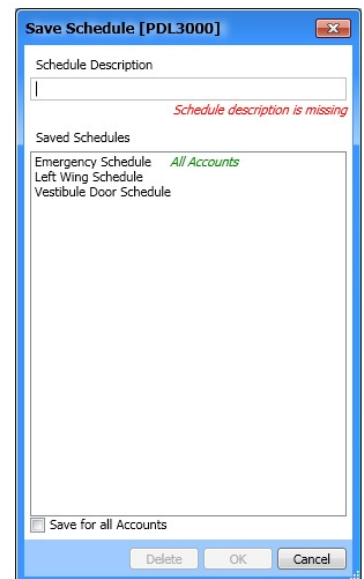 Save Schedule [PDL3000]
Schedule Description
Schedule description is missing
Saved Schedules
Emergency Schedule All Accounts
Left Wing Schedule
Vestibule Door Schedule
Save for all Accounts
Delete OK Cancel